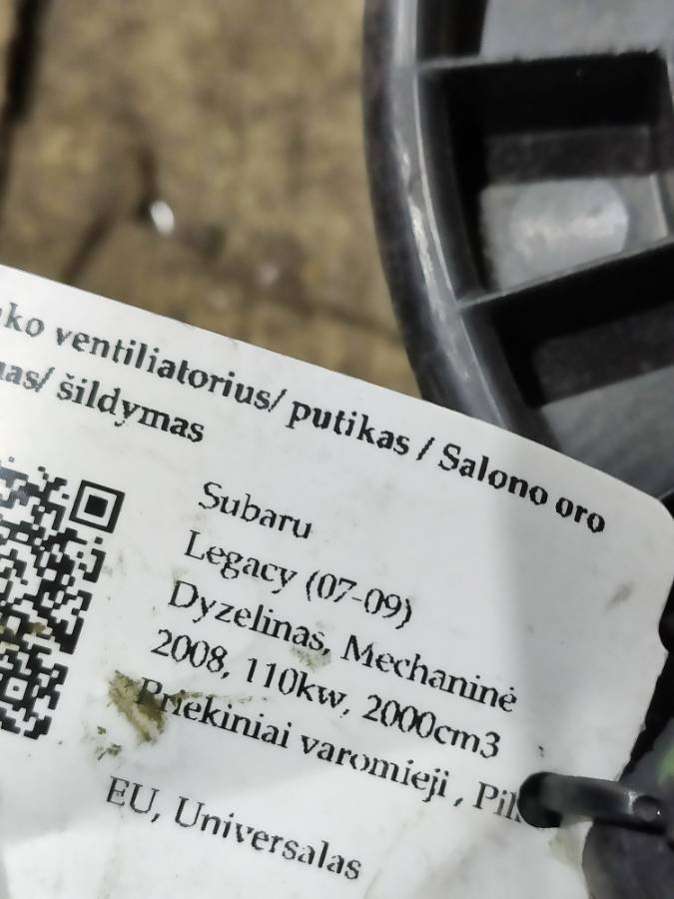 ko ventiliatorius/ putikas / Salono oro
nas/ šildymas
Subaru
Legacy (07-09)
Dyzelinas, Mechaninė
2008, 110kw, 2000cm3
Priekiniai varomieji ,
EU, Universalas